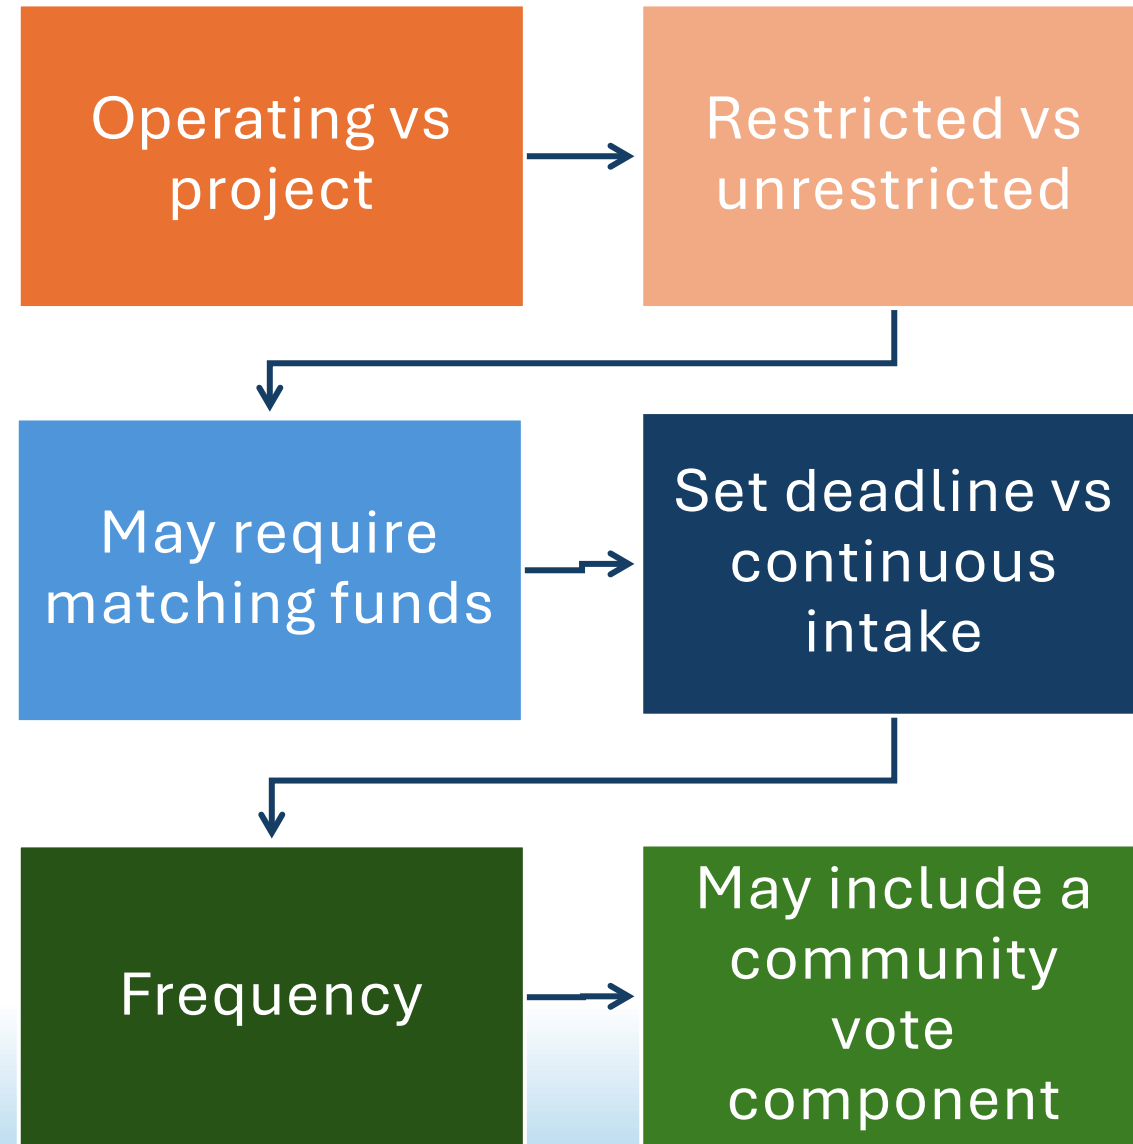 Operating vs
project
Restricted vs
unrestricted
May require
matching funds
Set deadline vs
continuous
intake
Frequency
May include a
community
vote
component